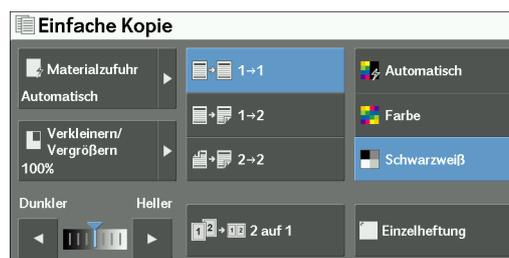 Einfache Kopie
Materialzufuhr
Automatisch
Verkleinern/
Vergrößern
100%
Dunkler Heller
1→1
1→2
2→2
2 auf 1
Automatisch
Farbe
Schwarzweiß
Einzelheftung